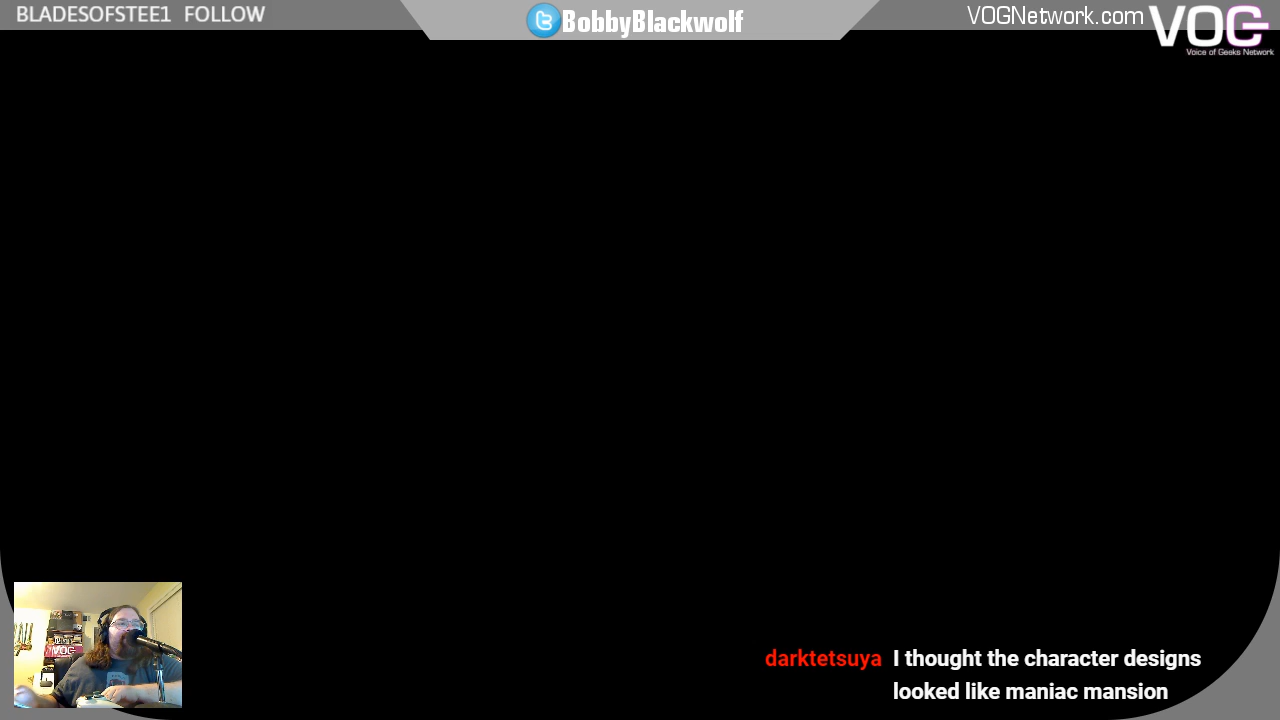 BLADESOFSTEE1 FOLLOW
BobbyBlackwolf
VOGNetwork.com
VOG
Voice of Geeks Network
VOG
darktetsuya I thought the character designs
looked like maniac mansion